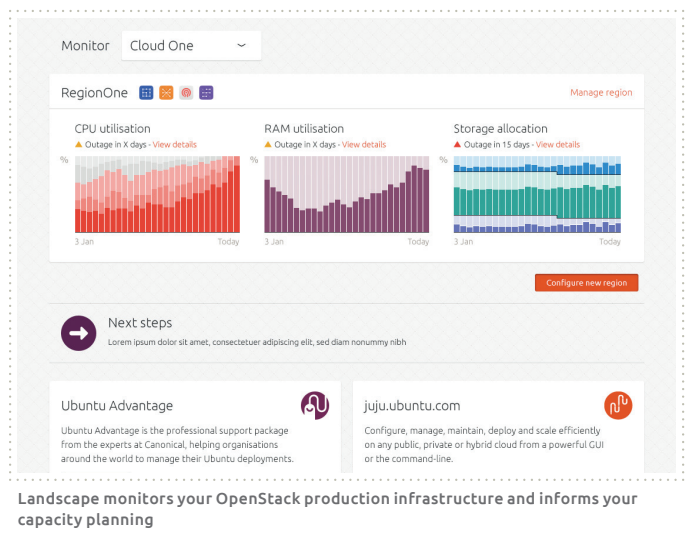 Monitor
Cloud One
RegionOne
Manage region
CPU utilisation
Outage in X days - View details
%
3 Jan
Today
RAM utilisation
Outage in X days - View details
%
3 Jan
Today
Storage allocation
Outage in 15 days - View details
%
3 Jan
Today
Configure new region
Next steps
Lorem ipsum dolor sit amet, consectetuer adipiscing elit, sed diam nonummy nibh
Ubuntu Advantage
Ubuntu Advantage is the professional support package
from the experts at Canonical, helping organisations
around the world to manage their Ubuntu deployments.
juju.ubuntu.com
Configure, manage, maintain, deploy and scale efficiently
on any public, private or hybrid cloud from a powerful GUI
or the command-line.
Landscape monitors your OpenStack production infrastructure and informs your
capacity planning